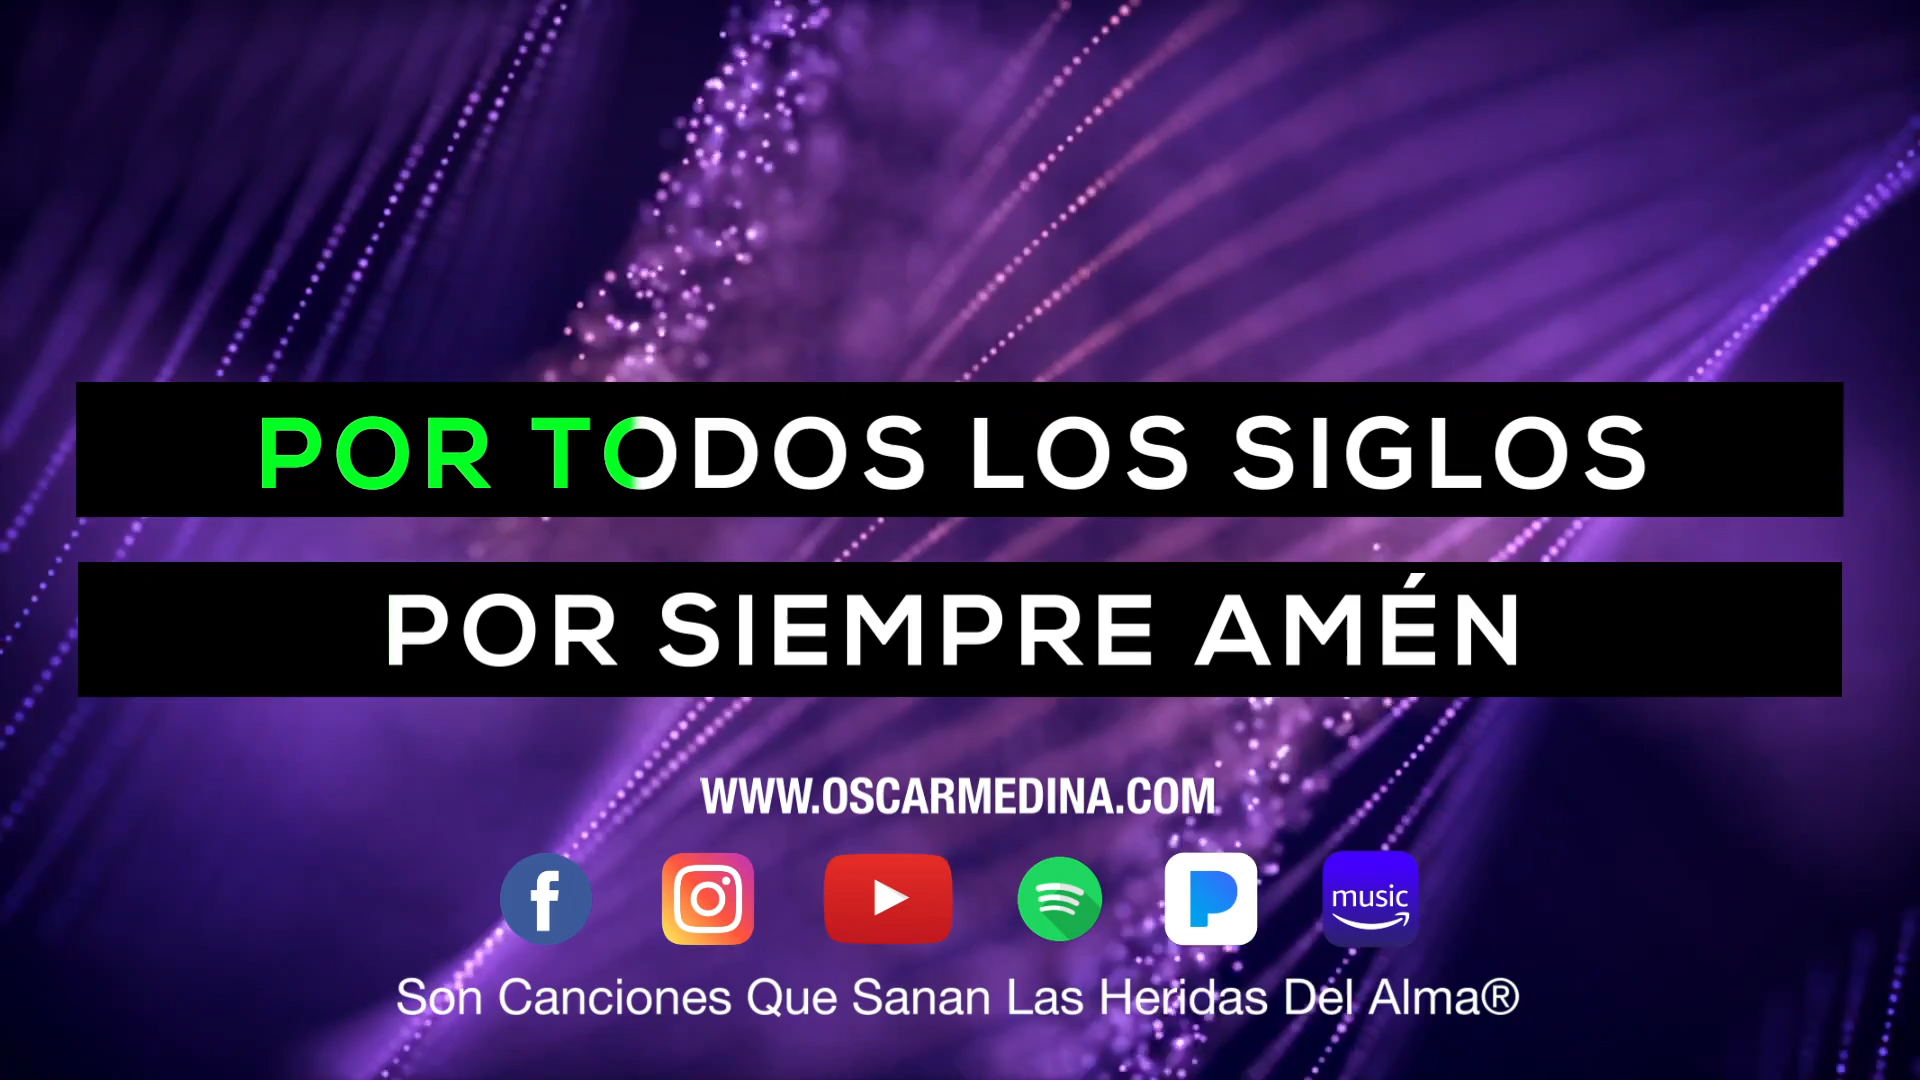 POR TODOS LOS SIGLOS
POR SIEMPRE AMÉN
WWW.OSCARMEDINA.COM
music
Son Canciones Que Sanan Las Heridas Del Alma®